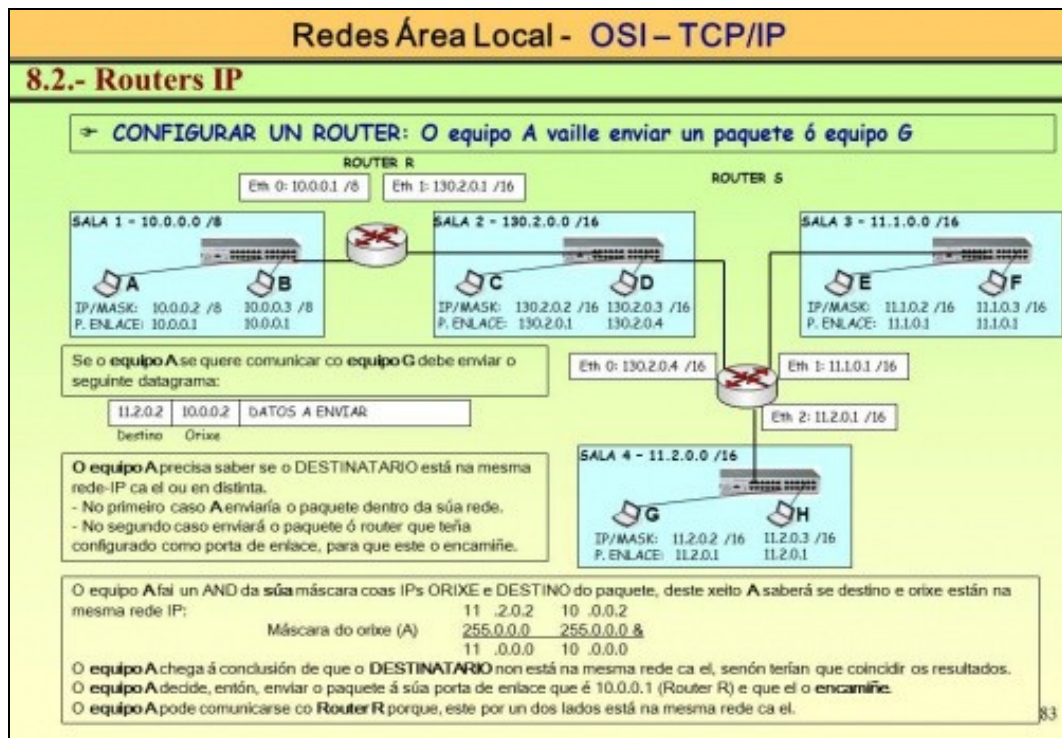 Redes Área Local - OSI – TCP/IP
8.2.- Routers IP
☞ CONFIGURAR UN ROUTER: O equipo A vaille enviar un paquete ó equipo G
ROUTER R
Eth 0: 10.0.0.1 /8
Eth 1: 130.2.0.1 /16
ROUTER S
SALA 1 – 10.0.0.0 /8
A
B
IP/MASK: 10.0.0.2 /8 10.0.0.3 /8
P. ENLACE: 10.0.0.1 10.0.0.1
SALA 2 – 130.2.0.0 /16
C
D
IP/MASK: 130.2.0.2 /16 130.2.0.3 /16
P. ENLACE: 130.2.0.1 130.2.0.4
SALA 3 – 11.1.0.0 /16
E
F
IP/MASK: 11.1.0.2 /16 11.1.0.3 /16
P. ENLACE: 11.1.0.1 11.1.0.1
Eth 0: 130.2.0.4 /16
Eth 1: 11.1.0.1 /16
Eth 2: 11.2.0.1 /16
Se o equipo A se quere comunicar co equipo G debe enviar o
seguinte datagrama:
11.2.0.2 10.0.0.2 DATOS A ENVIAR
Destino Orixe
O equipo A precisa saber se o DESTINATARIO está na mesma
rede-IP ca el ou en distinta.
- No primeiro caso A enviaría o paquete dentro da súa rede.
- No segundo caso enviará o paquete ó router que teña
configurado como porta de enlace, para que este o encamiñe.
SALA 4 – 11.2.0.0 /16
G
H
IP/MASK: 11.2.0.2 /16 11.2.0.3 /16
P. ENLACE: 11.2.0.1 11.2.0.1
O equipo A fai un AND da súa máscara coas IPs ORIXE e DESTINO do paquete, deste xeito A saberá se destino e orixe están na
mesma rede IP:
11 .2.0.2 10 .0.0.2
Máscara do orixe (A) 255.0.0.0 255.0.0.0 &
11 .0.0.0 10 .0.0.0
O equipo A chega á conclusión de que o DESTINATARIO non está na mesma rede ca el, senón terían que coincidir os resultados.
O equipo A decide, entón, enviar o paquete á súa porta de enlace que é 10.0.0.1 (Router R) e que el o encamiñe.
O equipo A pode comunicarse co Router R porque, este por un dos lados está na mesma rede ca el.
83